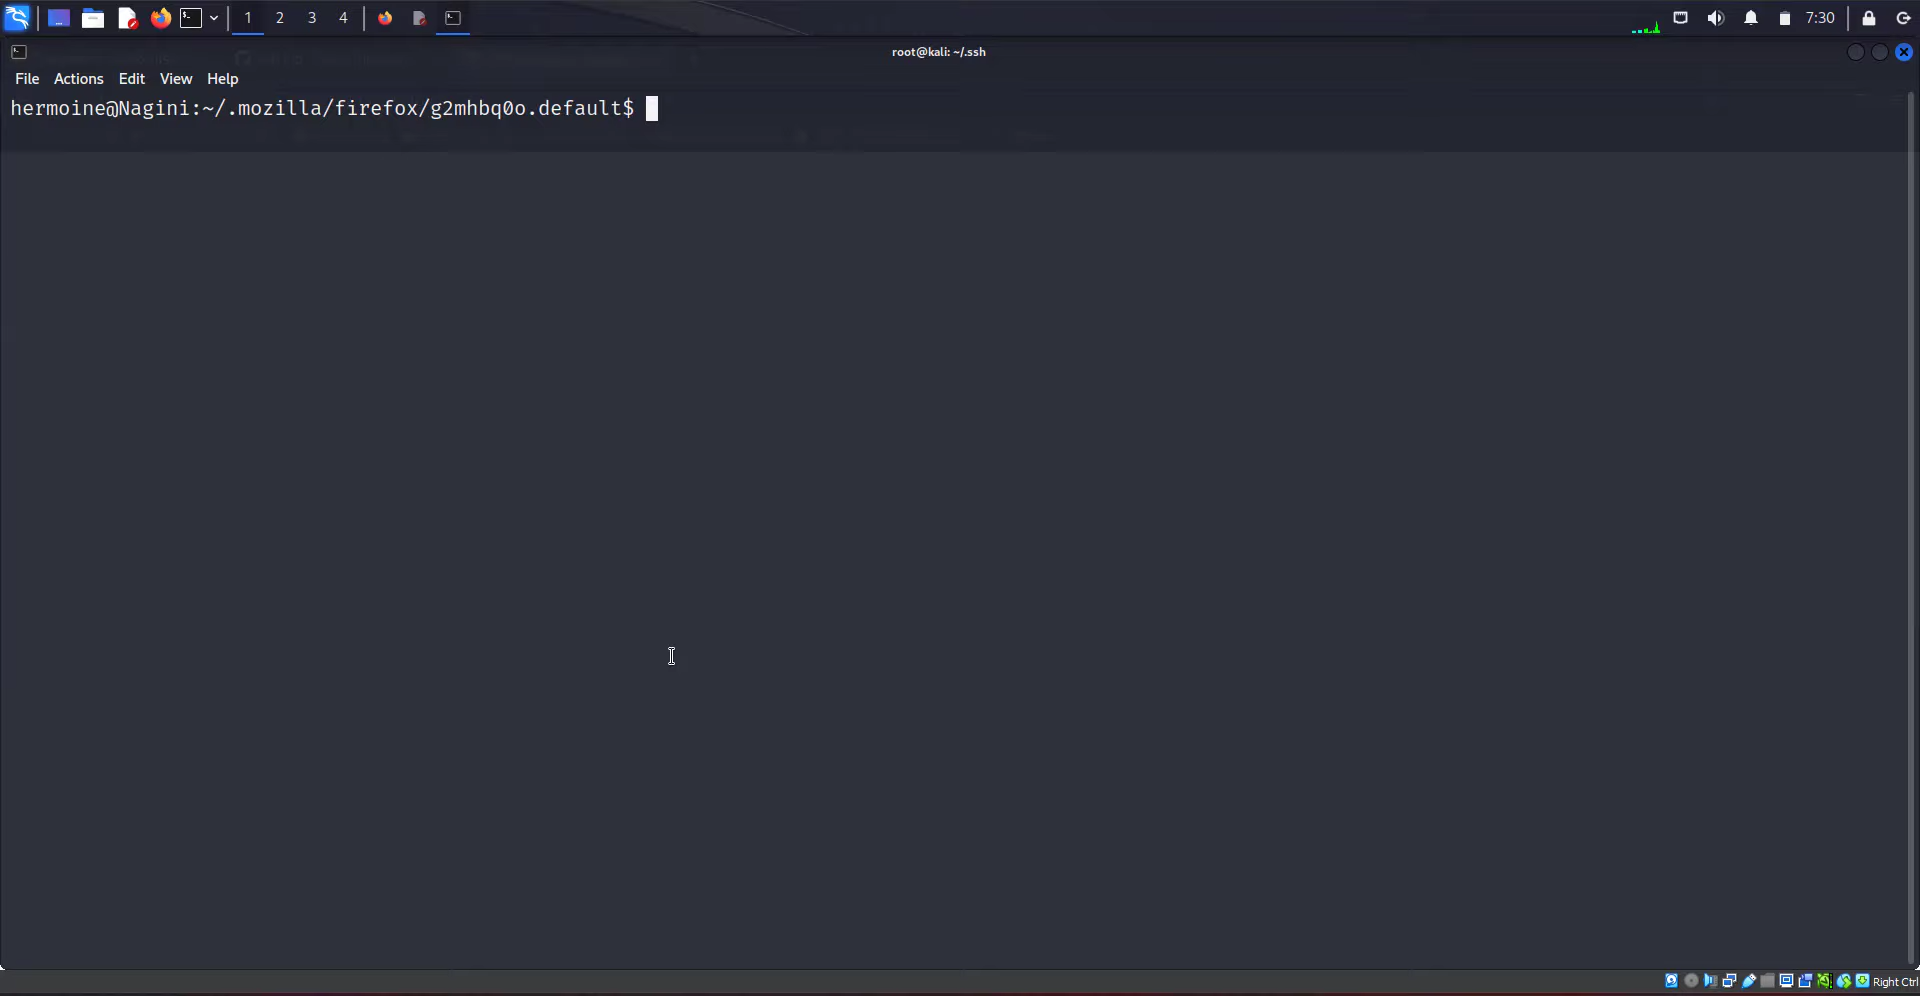 1 2 3 4 7:30
root@kali: ~/.ssh
File Actions Edit View Help
hermoine@Nagini:~/.mozilla/firefox/g2mhbq0o.default$
Right Ctrl